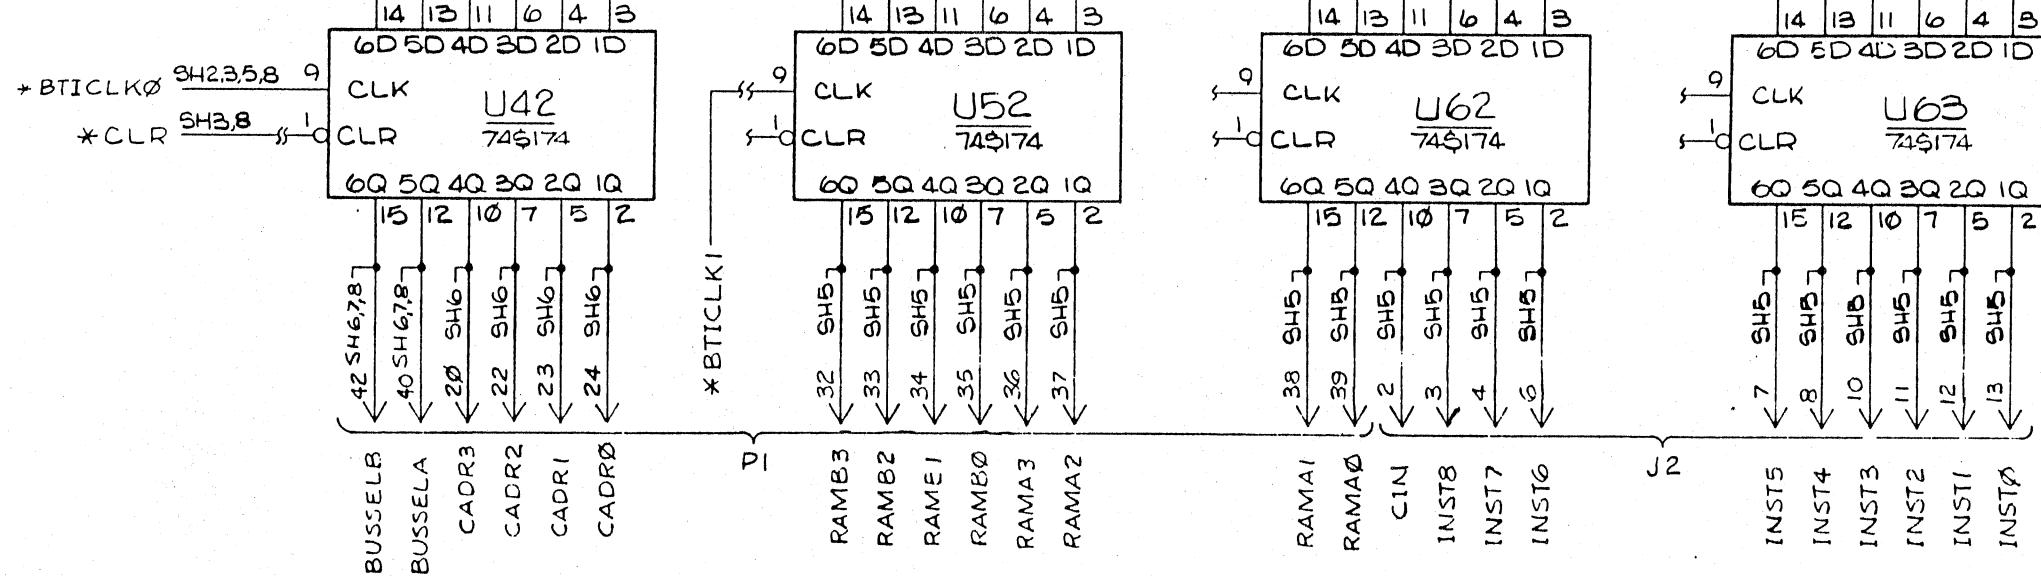 14 13 11 6 4 3 14 13 11 6 4 3 14 13 11 6 4 3 14 13 11 6 4 3
6D 5D 4D 3D 2D 1D 6D 5D 4D 3D 2D 1D 6D 5D 4D 3D 2D 1D 6D 5D 4D 3D 2D 1D
*BTICLKØ SH2,3,5,8 9 CLK U42 9 CLK U52 9 CLK U62 9 CLK U63
*CLR SH3,8 1 CLR 74S174 1 CLR 74S174 1 CLR 74S174 1 CLR 74S174
6Q 5Q 4Q 3Q 2Q 1Q 6Q 5Q 4Q 3Q 2Q 1Q 6Q 5Q 4Q 3Q 2Q 1Q 6Q 5Q 4Q 3Q 2Q 1Q
15 12 1Ø 7 5 2 15 12 1Ø 7 5 2 15 12 1Ø 7 5 2 15 12 10 7 5 2
SH6,7,8 SH6,7,8 SH6 SH6 SH6 SH6 *BTICLK1 SH5 SH5 SH5 SH5 SH5 SH5 SH5 SH5 SH5 SH5 SH5 SH5 SH5 SH5 SH5 SH5 SH5 SH5
42 40 2Ø 22 23 24 32 33 34 35 36 37 38 39 2 3 4 6 7 8 10 11 12 13
P1 J2
BUSSELB BUSSELA CADR3 CADR2 CADR1 CADRØ RAMB3 RAMB2 RAME1 RAMBØ RAMA3 RAMA2 RAMA1 RAMAØ CIN INST8 INST7 INST6 INST5 INST4 INST3 INST2 INST1 INSTØ